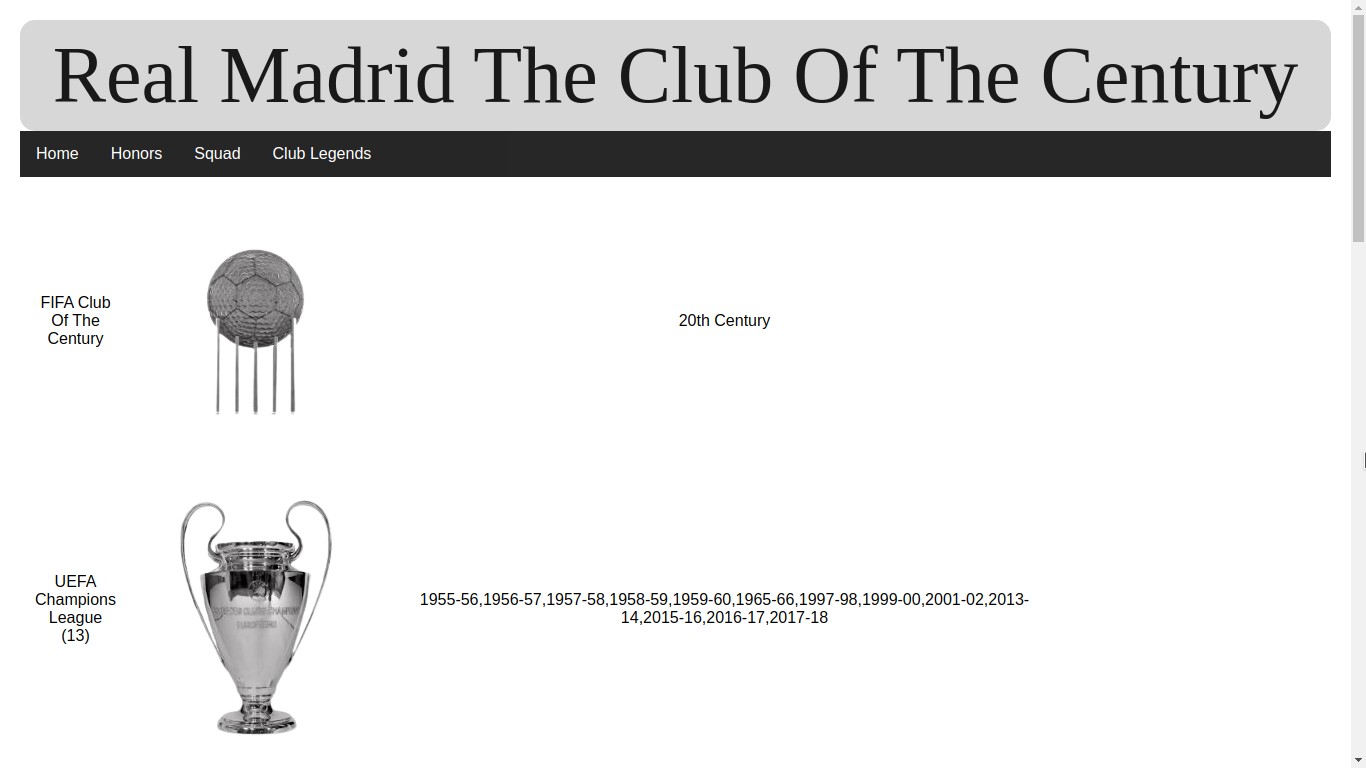 Real Madrid The Club Of The Century
Home Honors Squad Club Legends
FIFA Club
Of The
Century
20th Century
UEFA
Champions
League
(13)
1955-56,1956-57,1957-58,1958-59,1959-60,1965-66,1997-98,1999-00,2001-02,2013-
14,2015-16,2016-17,2017-18